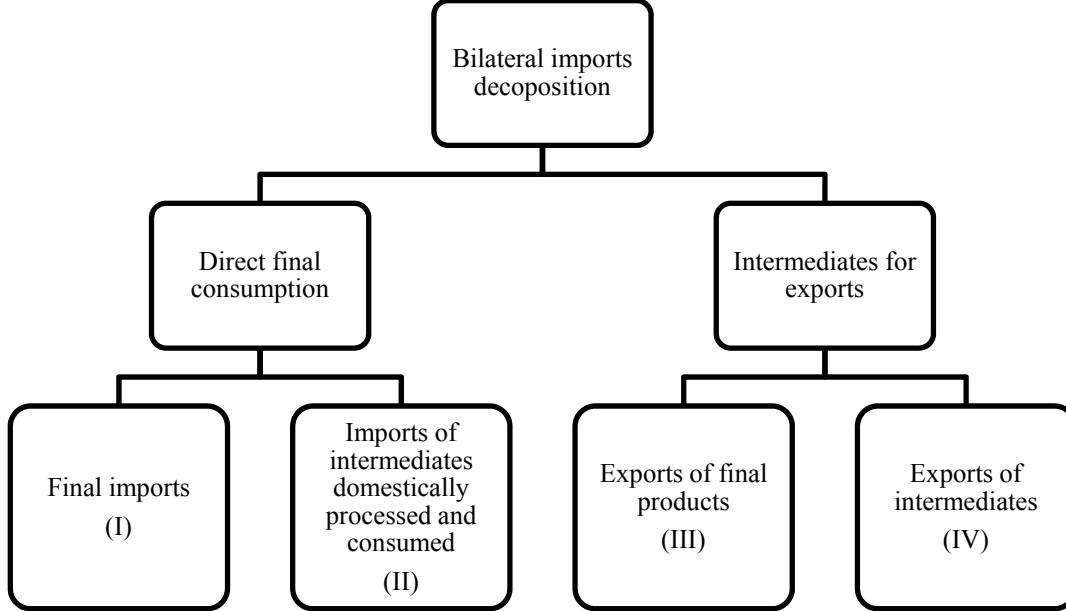 Bilateral imports
decoposition
Direct final
consumption
Intermediates for
exports
Final imports
(I)
Imports of
intermediates
domestically
processed and
consumed
(II)
Exports of final
products
(III)
Exports of
intermediates
(IV)